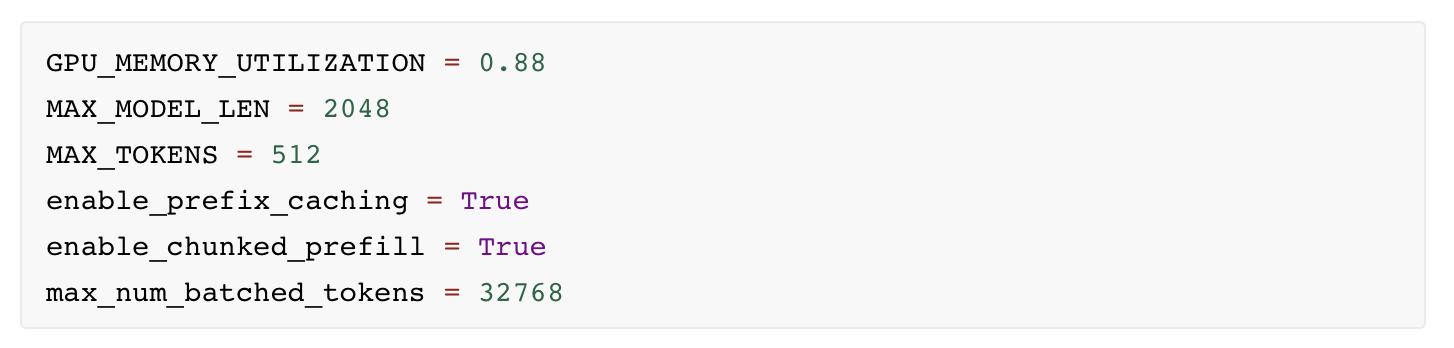 GPU_MEMORY_UTILIZATION = 0.88
MAX_MODEL_LEN = 2048
MAX_TOKENS = 512
enable_prefix_caching = True
enable_chunked_prefill = True
max_num_batched_tokens = 32768